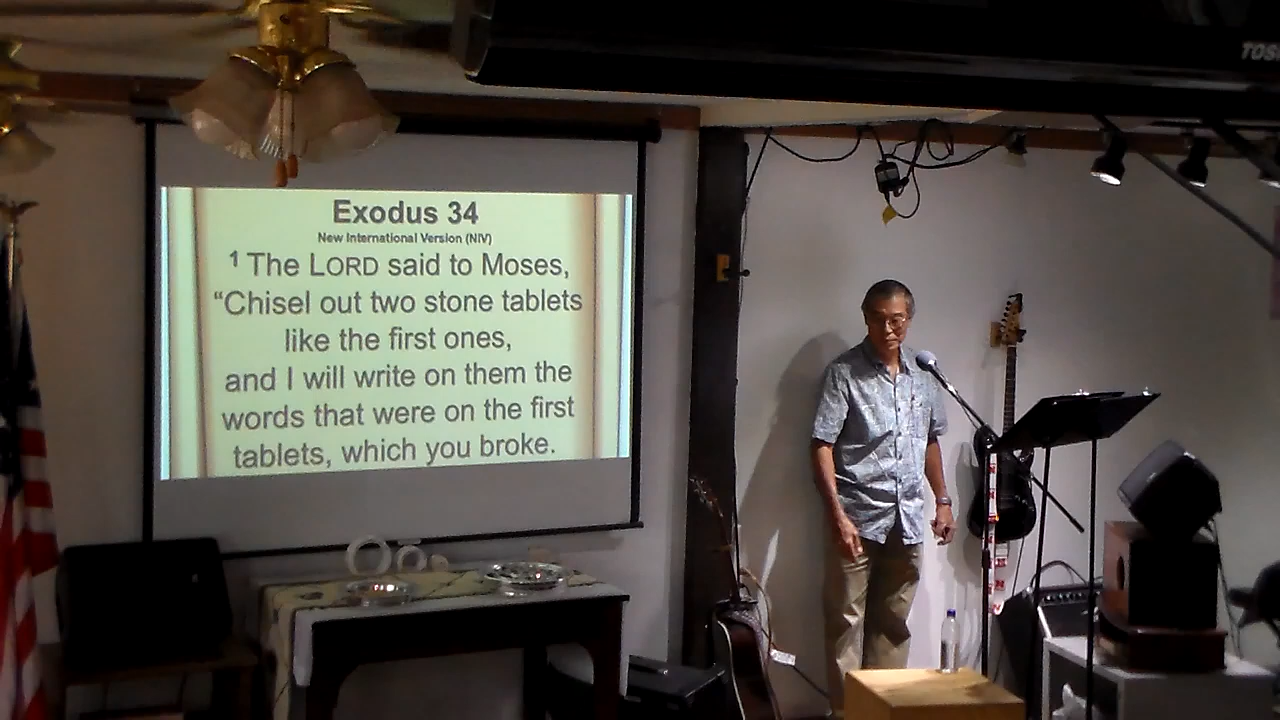 Exodus 34
New International Version (NIV)
1 The LORD said to Moses,
“Chisel out two stone tablets
like the first ones,
and I will write on them the
words that were on the first
tablets, which you broke.